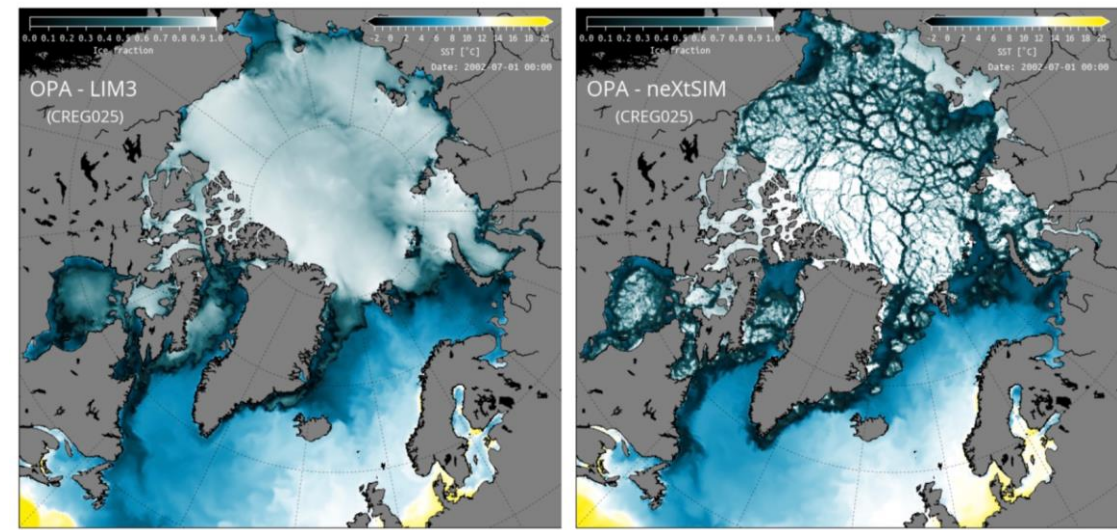 0.0 0.1 0.2 0.3 0.4 0.5 0.6 0.7 0.8 0.9 1.0
Ice fraction
-2 0 2 4 6 8 10 12 14 16 18 20
SST [°C]
Date: 2002-07-01 00:00
OPA - LIM3
(CREG025)
0.0 0.1 0.2 0.3 0.4 0.5 0.6 0.7 0.8 0.9 1.0
Ice fraction
-2 0 2 4 6 8 10 12 14 16 18 20
SST [°C]
Date: 2002-07-01 00:00
OPA - neXtSIM
(CREG025)